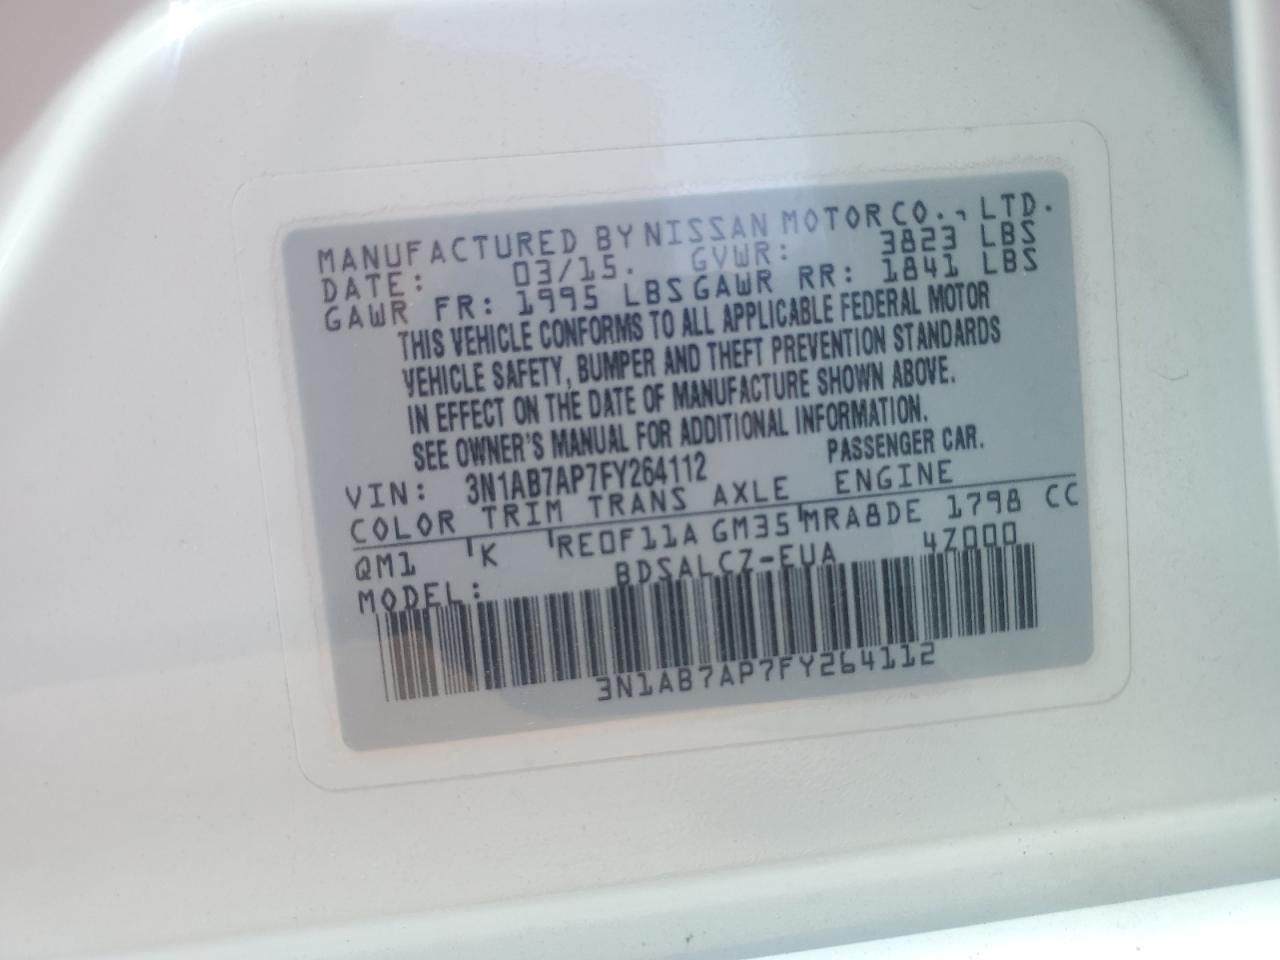 MANUFACTURED BY NISSAN MOTOR CO., LTD.
DATE: 03/15. GVWR: 3823 LBS
GAWR FR: 1995 LBS GAWR RR: 1841 LBS
THIS VEHICLE CONFORMS TO ALL APPLICABLE FEDERAL MOTOR
VEHICLE SAFETY, BUMPER AND THEFT PREVENTION STANDARDS
IN EFFECT ON THE DATE OF MANUFACTURE SHOWN ABOVE.
SEE OWNER'S MANUAL FOR ADDITIONAL INFORMATION.
VIN: 3N1AB7AP7FY264112 PASSENGER CAR.
COLOR TRIM TRANS AXLE ENGINE
QM1 K RE0F11A GM35 MRA8DE 1798 CC
MODEL: BDSALCZ-EUA 4Z000
3N1AB7AP7FY264112